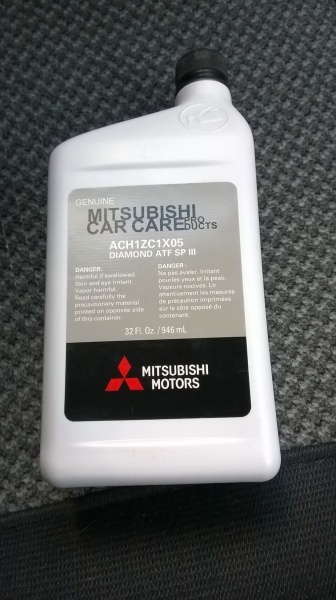 GENUINE
MITSUBISHI
CAR CARE PRO
DUCTS
ACH1ZC1X05
DIAMOND ATF SP III
DANGER:
Harmful if swallowed.
Skin and eye irritant.
Vapor harmful.
Read carefully the
precautionary material
printed on opposite side
of this container.
DANGER :
Ne pas avaler. Irritant
pour les yeux et la peau.
Vapeurs nocives. Lir
attentivement les mesures
de précaution imprimées
sur le côté opposé du
contenant.
32 Fl. Oz. / 946 mL
MITSUBISHI
MOTORS